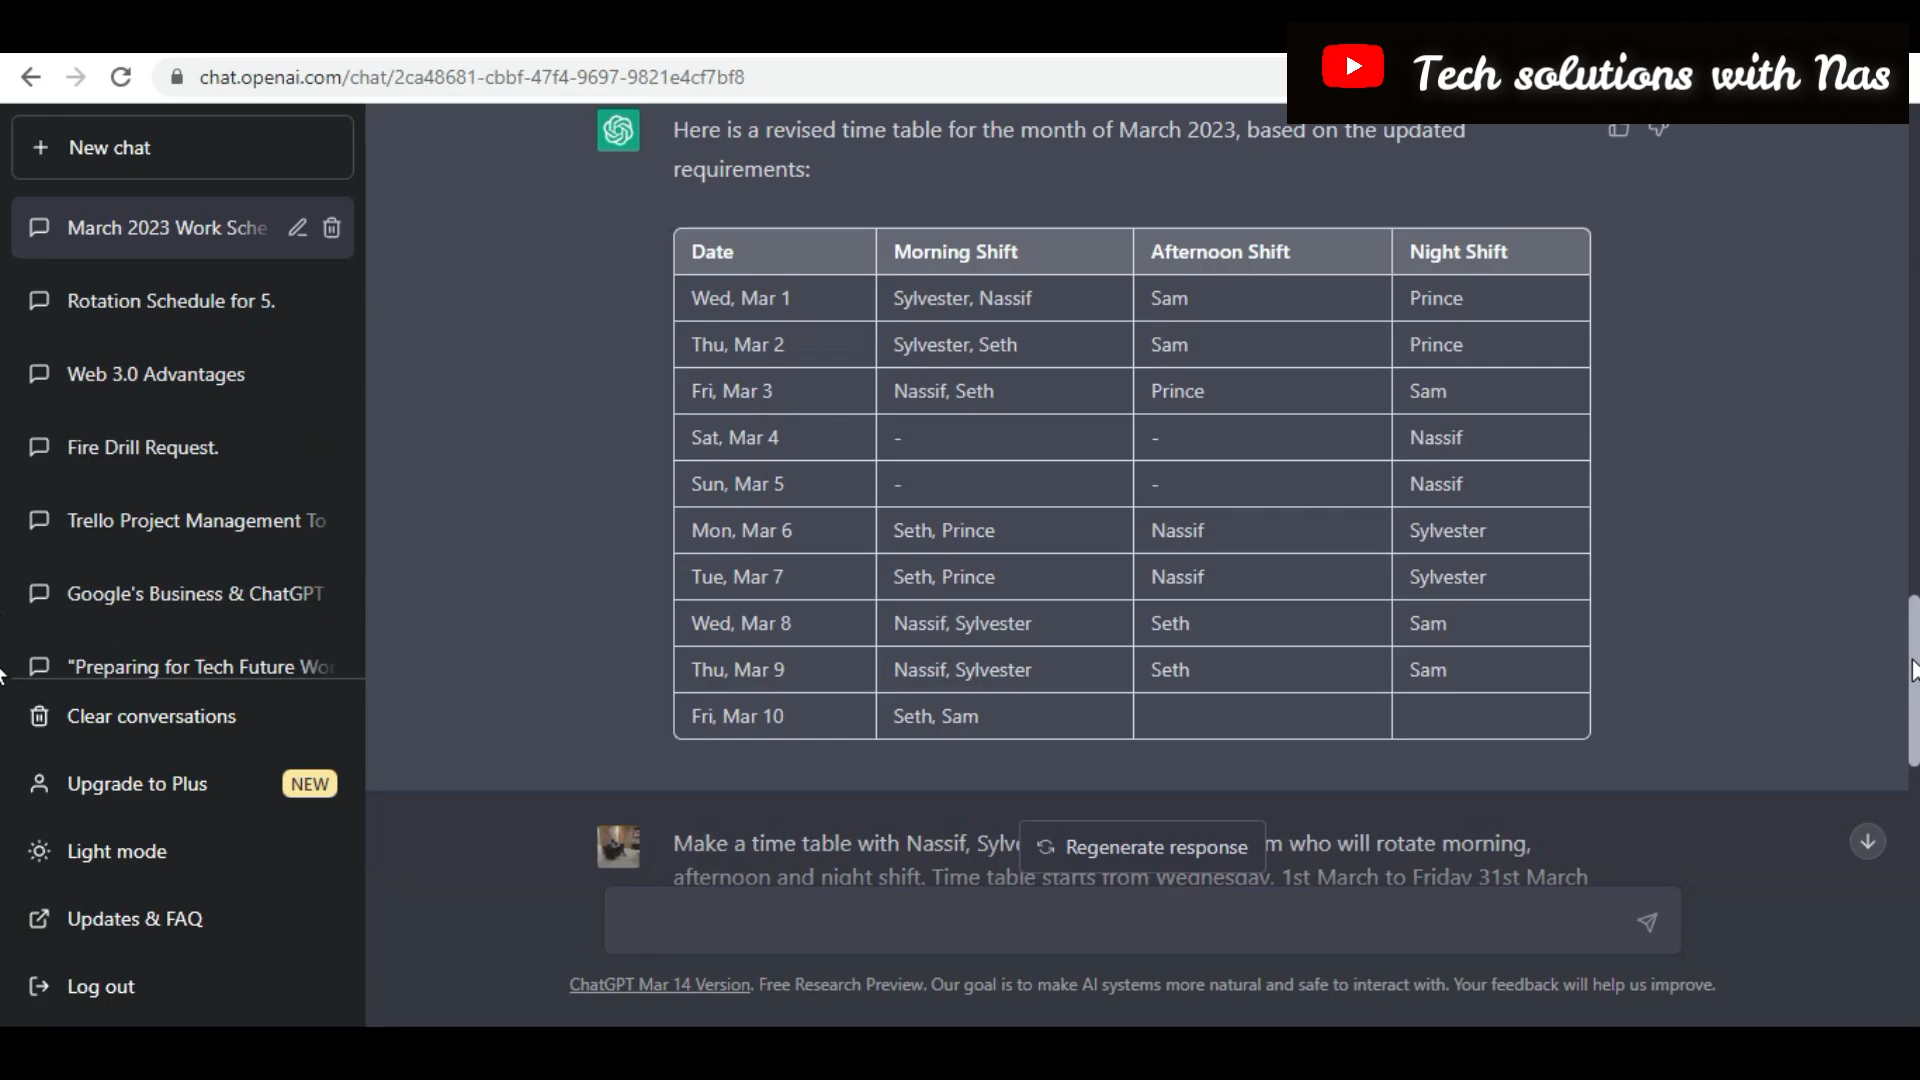 Tech solutions with Nas
chat.openai.com/chat/2ca48681-cbbf-47f4-9697-9821e4cf7bf8
New chat
March 2023 Work Sche
Rotation Schedule for 5.
Web 3.0 Advantages
Fire Drill Request.
Trello Project Management To
Google's Business & ChatGPT
"Preparing for Tech Future Wor
Clear conversations
Upgrade to Plus NEW
Light mode
Updates & FAQ
Log out
Here is a revised time table for the month of March 2023, based on the updated
requirements:
Date Morning Shift Afternoon Shift Night Shift
Wed, Mar 1 Sylvester, Nassif Sam Prince
Thu, Mar 2 Sylvester, Seth Sam Prince
Fri, Mar 3 Nassif, Seth Prince Sam
Sat, Mar 4 - - Nassif
Sun, Mar 5 - - Nassif
Mon, Mar 6 Seth, Prince Nassif Sylvester
Tue, Mar 7 Seth, Prince Nassif Sylvester
Wed, Mar 8 Nassif, Sylvester Seth Sam
Thu, Mar 9 Nassif, Sylvester Seth Sam
Fri, Mar 10 Seth, Sam
Make a time table with Nassif, Sylve m who will rotate morning,
Regenerate response
afternoon and night shift. Time table starts from Wednesday, 1st March to Friday 31st March
ChatGPT Mar 14 Version. Free Research Preview. Our goal is to make AI systems more natural and safe to interact with. Your feedback will help us improve.